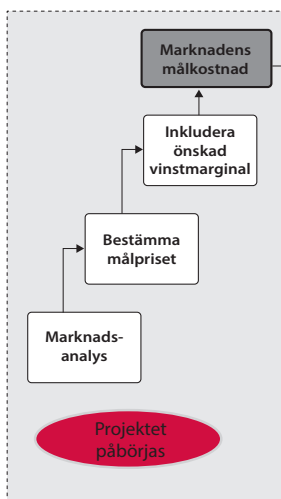 Marknadens
målkostnad
Inkludera
önskad
vinstmarginal
Bestämma
målpriset
Marknads-
analys
Projektet
påbörjas